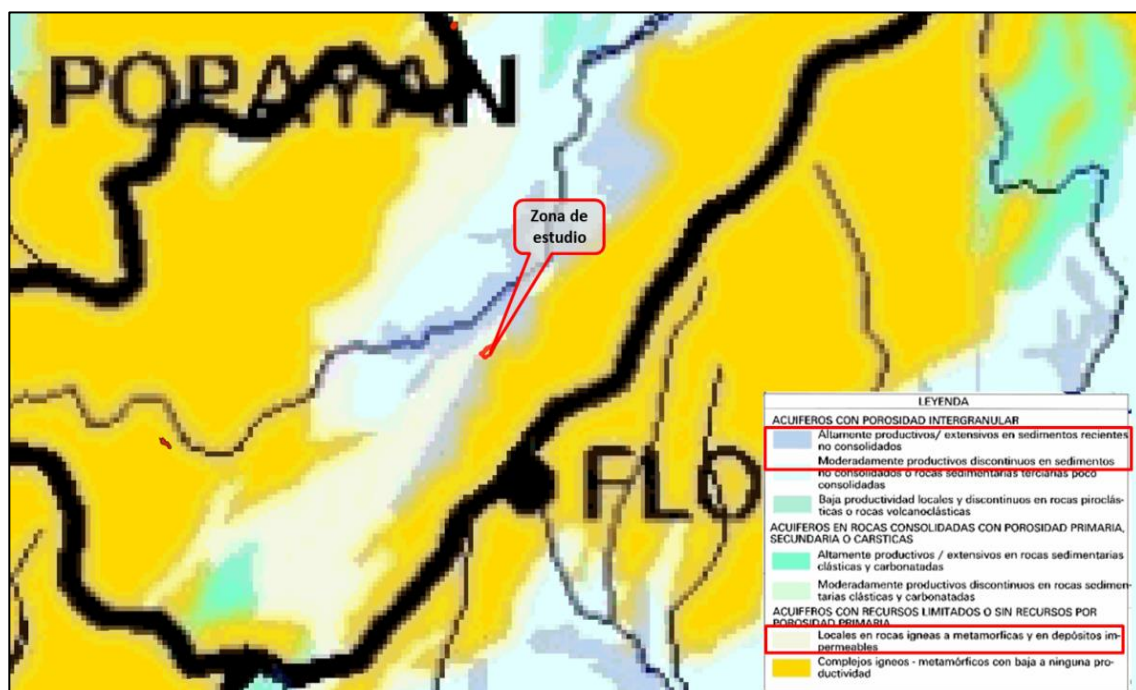 POPAYAN
Zona de
estudio
FLO
LEYENDA
ACUIFEROS CON POROSIDAD INTERGRANULAR
Altamente productivos/ extensivos en sedimentos recientes
no consolidados
Moderadamente productivos discontinuos en sedimentos
no consolidados o rocas sedimentarias terciarias poco
consolidadas
Baja productividad locales y discontinuos en rocas piroclás-
ticas o rocas volcanoclásticas
ACUIFEROS EN ROCAS CONSOLIDADAS CON POROSIDAD PRIMARIA,
SECUNDARIA O CARSTICAS
Altamente productivos / extensivos en rocas sedimentarias
clásticas y carbonatadas
Moderadamente productivos discontinuos en rocas sedimen-
tarias clásticas y carbonatadas
ACUIFEROS CON RECURSOS LIMITADOS O SIN RECURSOS POR
POROSIDAD PRIMARIA
Locales en rocas igneas a metamorficas y en depósitos im-
permeables
Complejos igneos - metamórficos con baja a ninguna pro-
ductividad